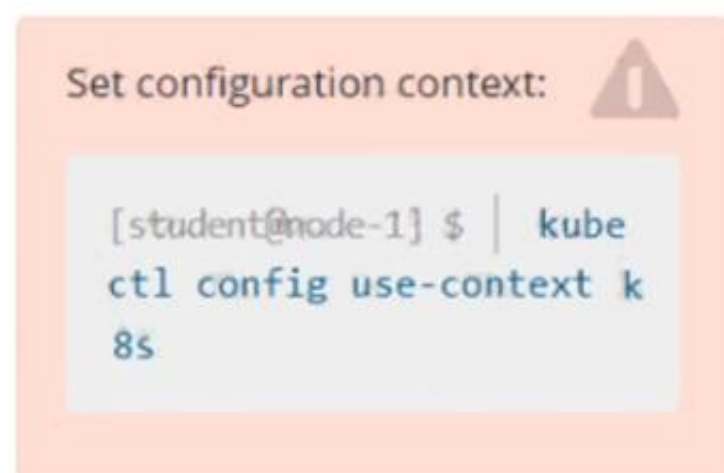 Set configuration context:
[student@node-1] $ | kube
ctl config use-context k
8s